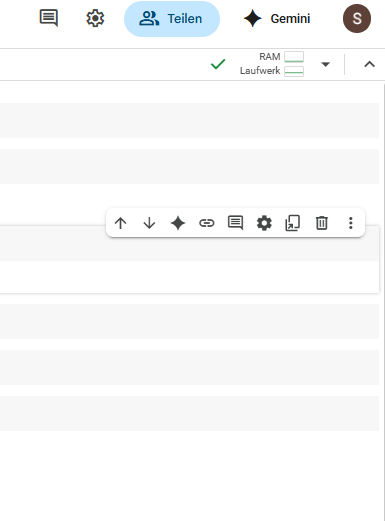 Teilen
Gemini
S
RAM
Laufwerk